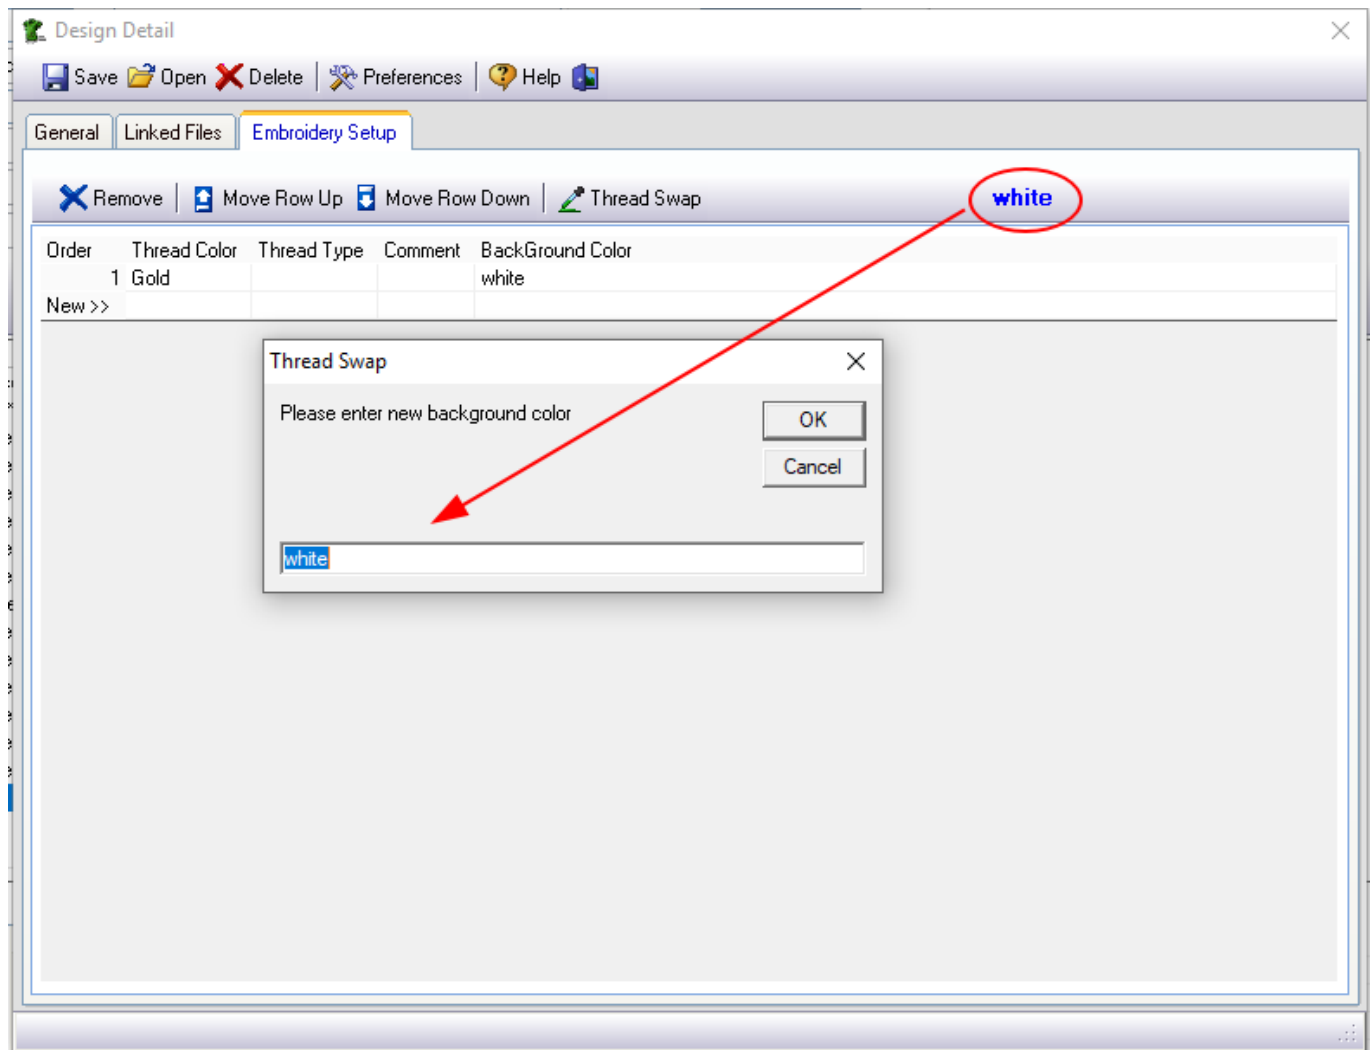 Design Detail
Save Open Delete Preferences Help
General Linked Files Embroidery Setup
Remove Move Row Up Move Row Down Thread Swap white
Order Thread Color Thread Type Comment BackGround Color
1 Gold white
New >>
Thread Swap
Please enter new background color
OK
Cancel
white